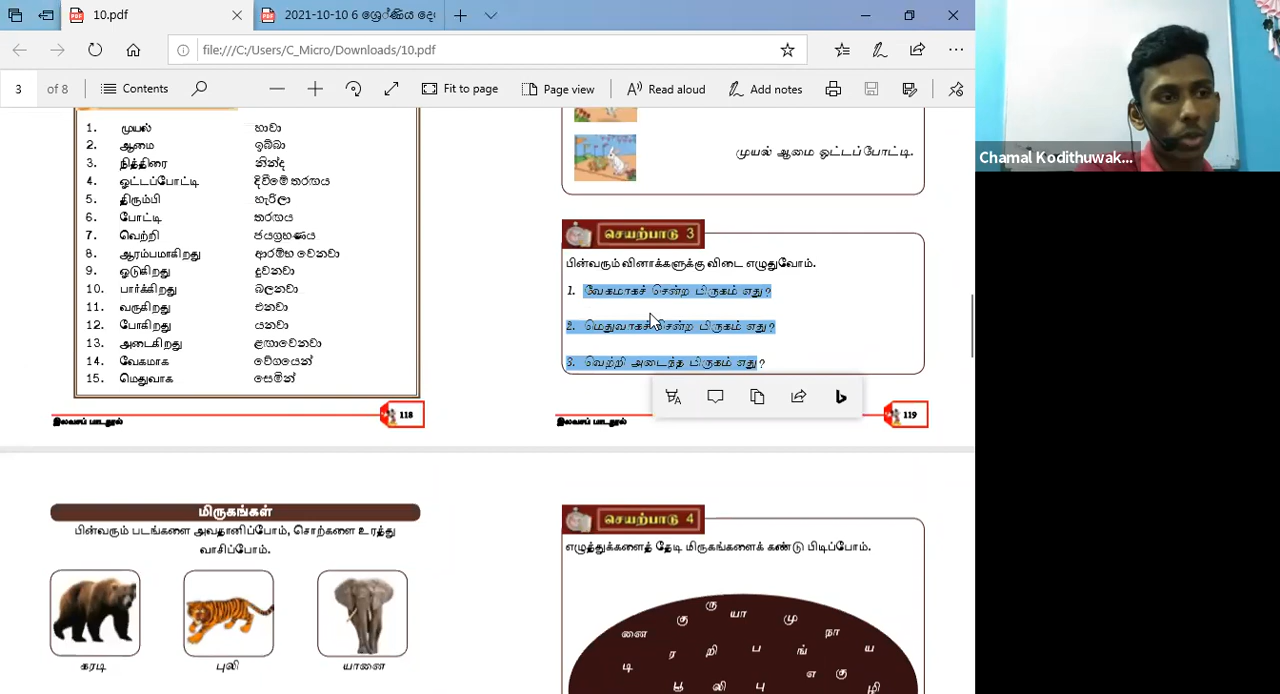 10.pdf
2021-10-10 6 ශ්‍රේණිය දෙ
file:///C:/Users/C_Micro/Downloads/10.pdf
3 of 8
Contents
Fit to page
Page view
Read aloud
Add notes
1. முயல் හාවා
2. ஆமை ඉබ්බා
3. நித்திரை නින්ද
4. ஓட்டப்போட்டி දිවීමේ තරඟය
5. திரும்பி හැරිලා
6. போட்டி තරඟය
7. வெற்றி ජයග්‍රහණය
8. ஆரம்பமாகிறது ආරම්භ වෙනවා
9. ஓடுகிறது දුවනවා
10. பார்க்கிறது බලනවා
11. வருகிறது එනවා
12. போகிறது යනවා
13. அடைகிறது ළඟාවෙනවා
14. வேகமாக වේගයෙන්
15. மெதுவாக සෙමින්
இலவசப் பாடநூல்
118
முயல் ஆமை ஓட்டப்போட்டி.
செயற்பாடு 3
பின்வரும் வினாக்களுக்கு விடை எழுதுவோம்.
1. வேகமாகச் சென்ற மிருகம் எது?
2. மெதுவாகச் சென்ற மிருகம் எது?
3. வெற்றி அடைந்த மிருகம் எது?
இலவசப் பாடநூல்
119
மிருகங்கள்
பின்வரும் படங்களை அவதானிப்போம், சொற்களை உரத்து
வாசிப்போம்.
கரடி
புலி
யானை
செயற்பாடு 4
எழுத்துக்களைத் தேடி மிருகங்களைக் கண்டு பிடிப்போம்.
ரு
கு யா மு
னை நா
ர றி ப ங் ய
டி எ கு
பூ லி பு ழி
Chamal Kodithuwak...